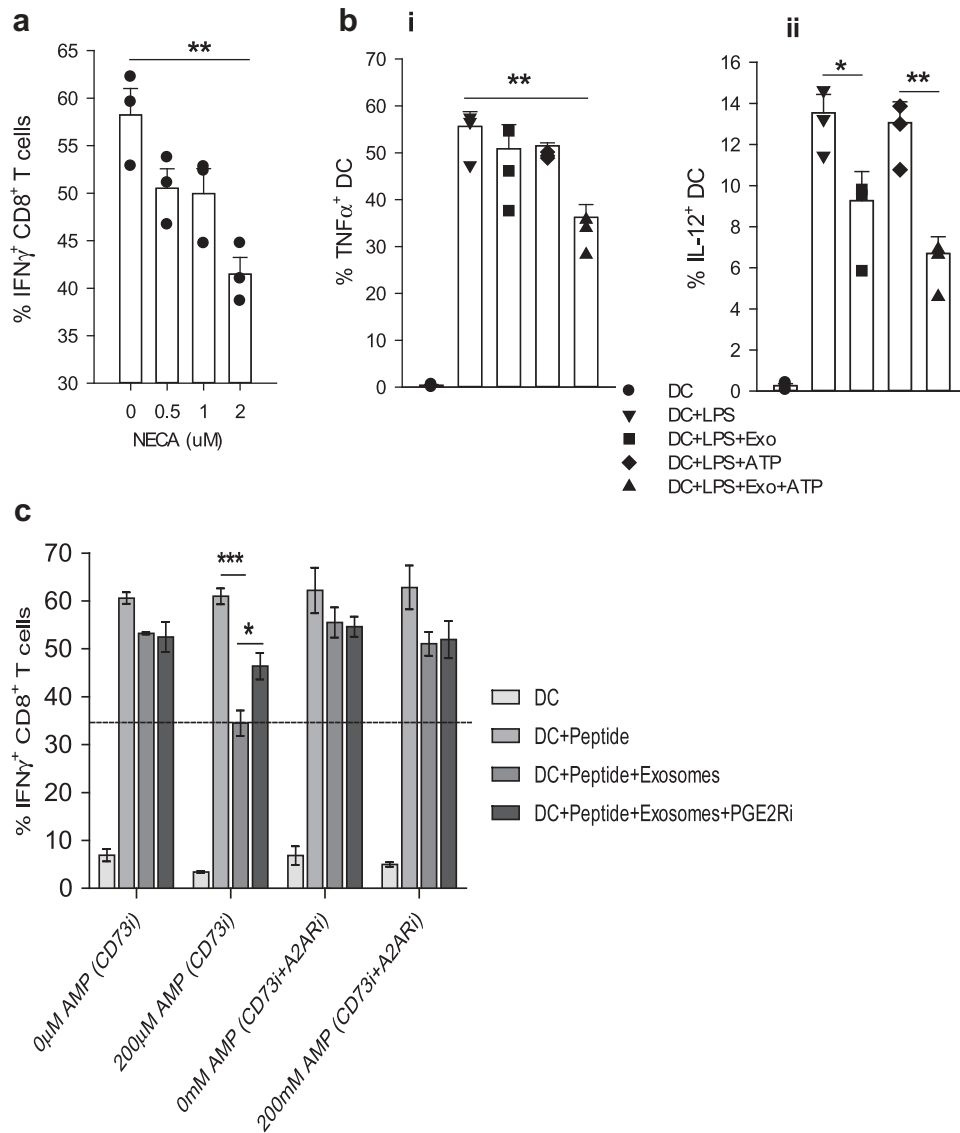 a
65
60
55
50
45
40
35
30
% IFNγ+ CD8+ T cells
**
0 0.5 1 2
NECA (uM)
b i
70
60
50
40
30
20
10
0
% TNFα+ DC
**
ii
16
14
12
10
8
6
4
2
0
% IL-12+ DC
* **
DC
DC+LPS
DC+LPS+Exo
DC+LPS+ATP
DC+LPS+Exo+ATP
c
70
60
50
40
30
20
10
0
% IFNγ+ CD8+ T cells
***
*
0µM AMP (CD73i)
200µM AMP (CD73i)
0mM AMP (CD73i+A2ARi)
200mM AMP (CD73i+A2ARi)
DC
DC+Peptide
DC+Peptide+Exosomes
DC+Peptide+Exosomes+PGE2Ri